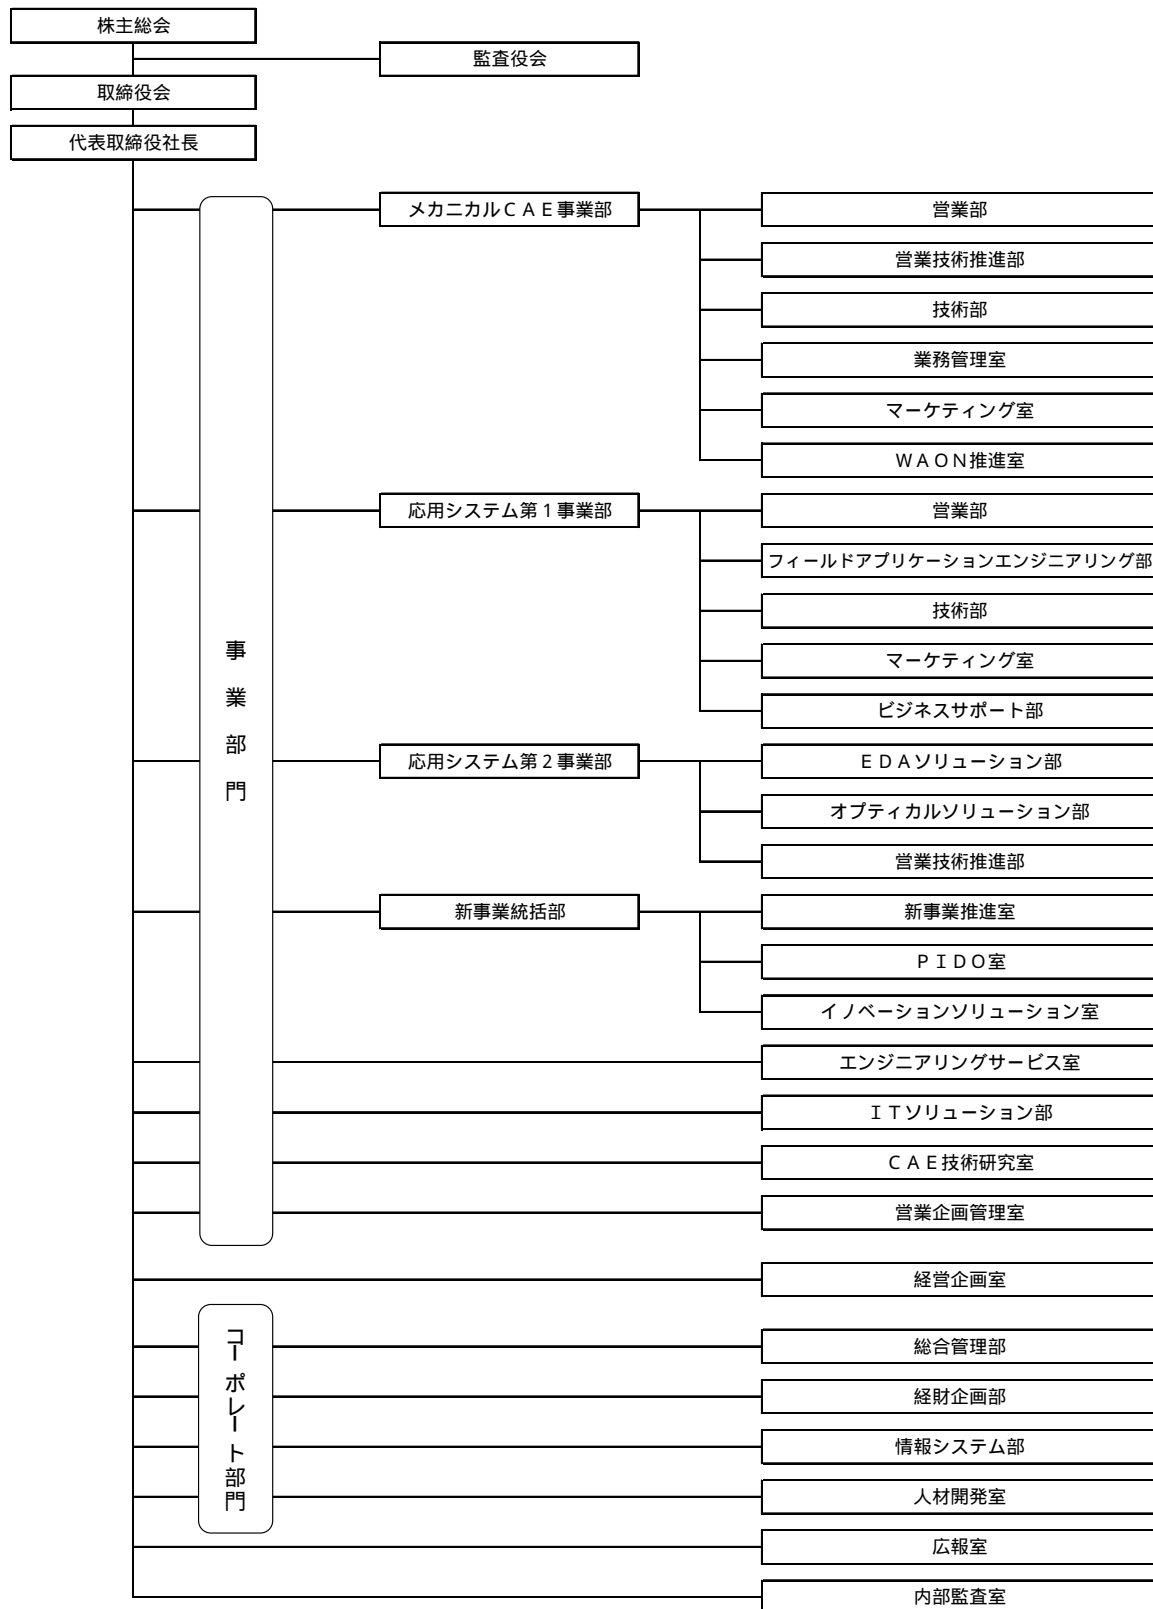 株主総会
監査役会
取締役会
代表取締役社長
事業部門
メカニカルCAE事業部
営業部
営業技術推進部
技術部
業務管理室
マーケティング室
WAON推進室
応用システム第1事業部
営業部
フィールドアプリケーションエンジニアリング部
技術部
マーケティング室
ビジネスサポート部
応用システム第2事業部
EDAソリューション部
オプティカルソリューション部
営業技術推進部
新事業統括部
新事業推進室
PIDO室
イノベーションソリューション室
エンジニアリングサービス室
ITソリューション部
CAE技術研究室
営業企画管理室
経営企画室
コーポレート部門
総合管理部
経財企画部
情報システム部
人材開発室
広報室
内部監査室